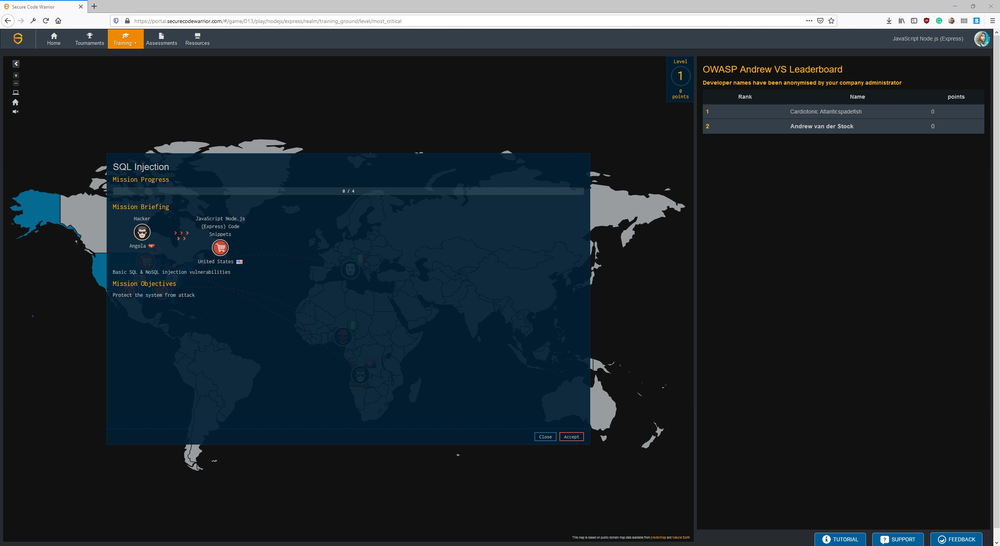 Secure Code Warrior
https://portal.securecodewarrior.com/#/game/013/play/nodejs/express/realm/training_ground/level/most_critical
Home
Tournaments
Training
Assessments
Resources
JavaScript Node.js (Express)
Level
1
0
points
OWASP Andrew VS Leaderboard
Developer names have been anonymised by your company administrator
Rank Name points
1 Cardiotonic Atlanticspadefish 0
2 Andrew van der Stock 0
SQL Injection
Mission Progress
0 / 4
Mission Briefing
Hacker
Angola
JavaScript Node.js
(Express) Code
Snippets
United States
Basic SQL & NoSQL injection vulnerabilities
Mission Objectives
Protect the system from attack
Close
Accept
This map is based on public domain map data available from jVectorMap and Natural Earth
TUTORIAL
SUPPORT
FEEDBACK